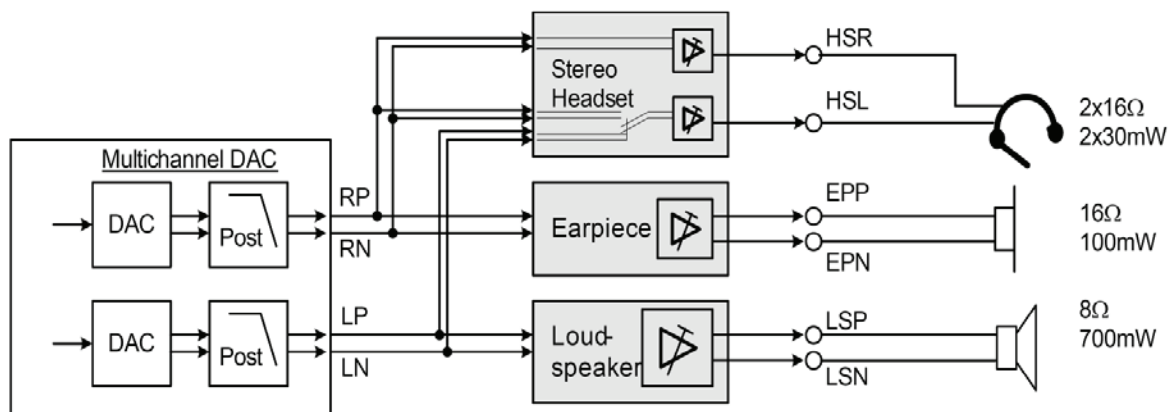 HSR
Stereo
Headset
HSL
2x16Ω
2x30mW
Multichannel DAC
DAC
Post
RP
RN
Earpiece
EPP
EPN
16Ω
100mW
DAC
Post
LP
LN
Loud-
speaker
LSP
LSN
8Ω
700mW